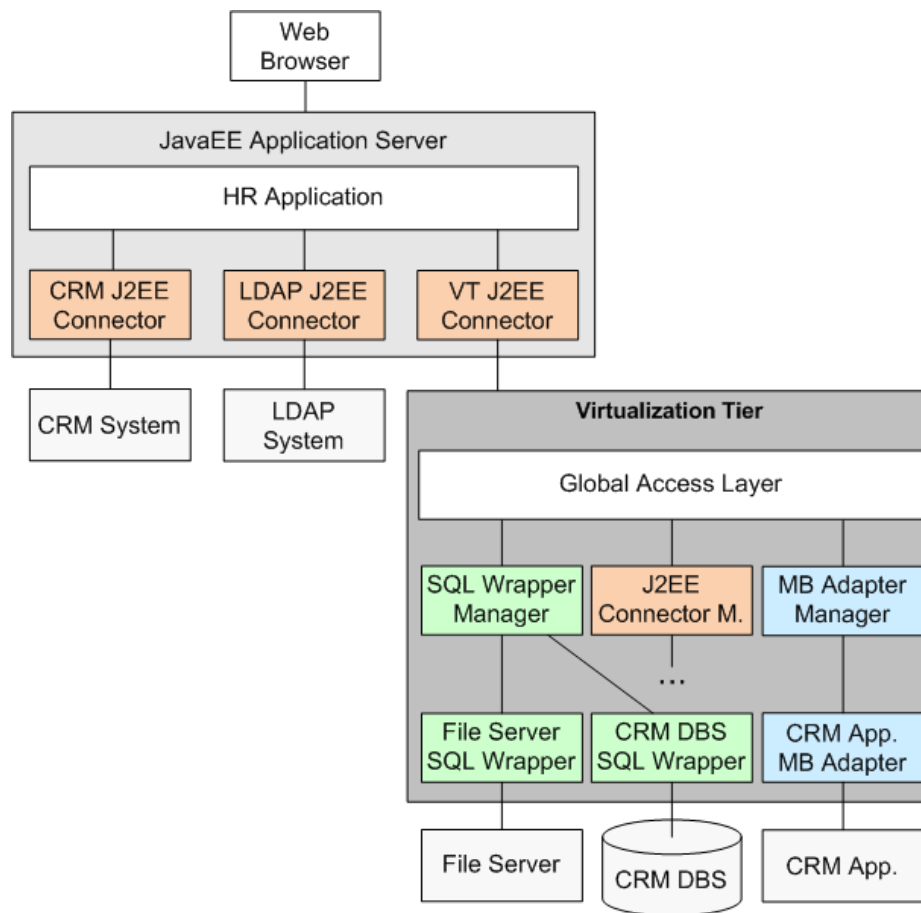 Web
Browser
JavaEE Application Server
HR Application
CRM J2EE
Connector
LDAP J2EE
Connector
VT J2EE
Connector
CRM System
LDAP
System
Virtualization Tier
Global Access Layer
SQL Wrapper
Manager
J2EE
Connector M.
MB Adapter
Manager
...
File Server
SQL Wrapper
CRM DBS
SQL Wrapper
CRM App.
MB Adapter
File Server
CRM DBS
CRM App.